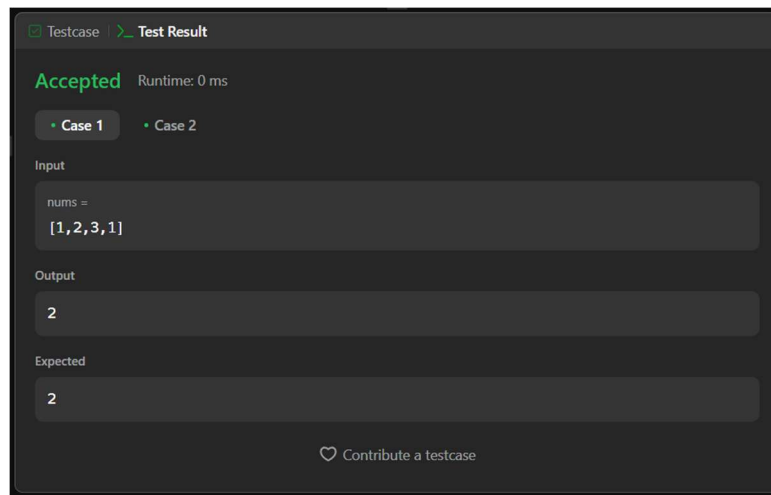 Testcase >_ Test Result
Accepted Runtime: 0 ms
• Case 1 • Case 2
Input
nums =
[1,2,3,1]
Output
2
Expected
2
Contribute a testcase